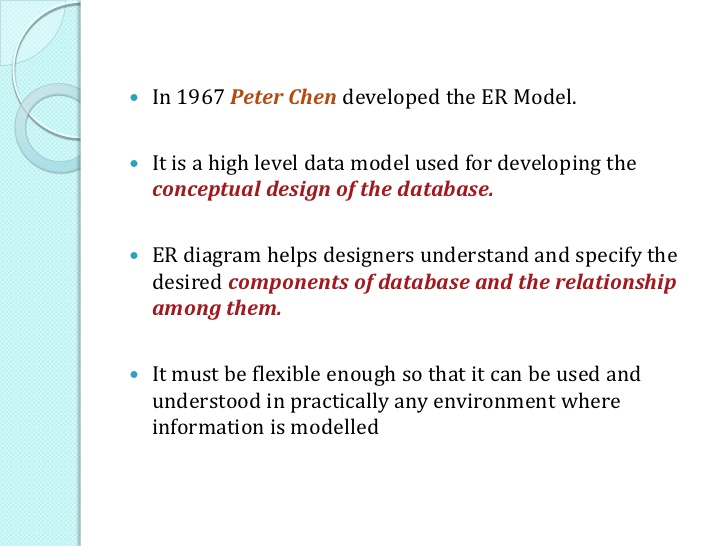 In 1967 Peter Chen developed the ER Model.
It is a high level data model used for developing the
conceptual design of the database.
ER diagram helps designers understand and specify the
desired components of database and the relationship
among them.
It must be flexible enough so that it can be used and
understood in practically any environment where
information is modelled